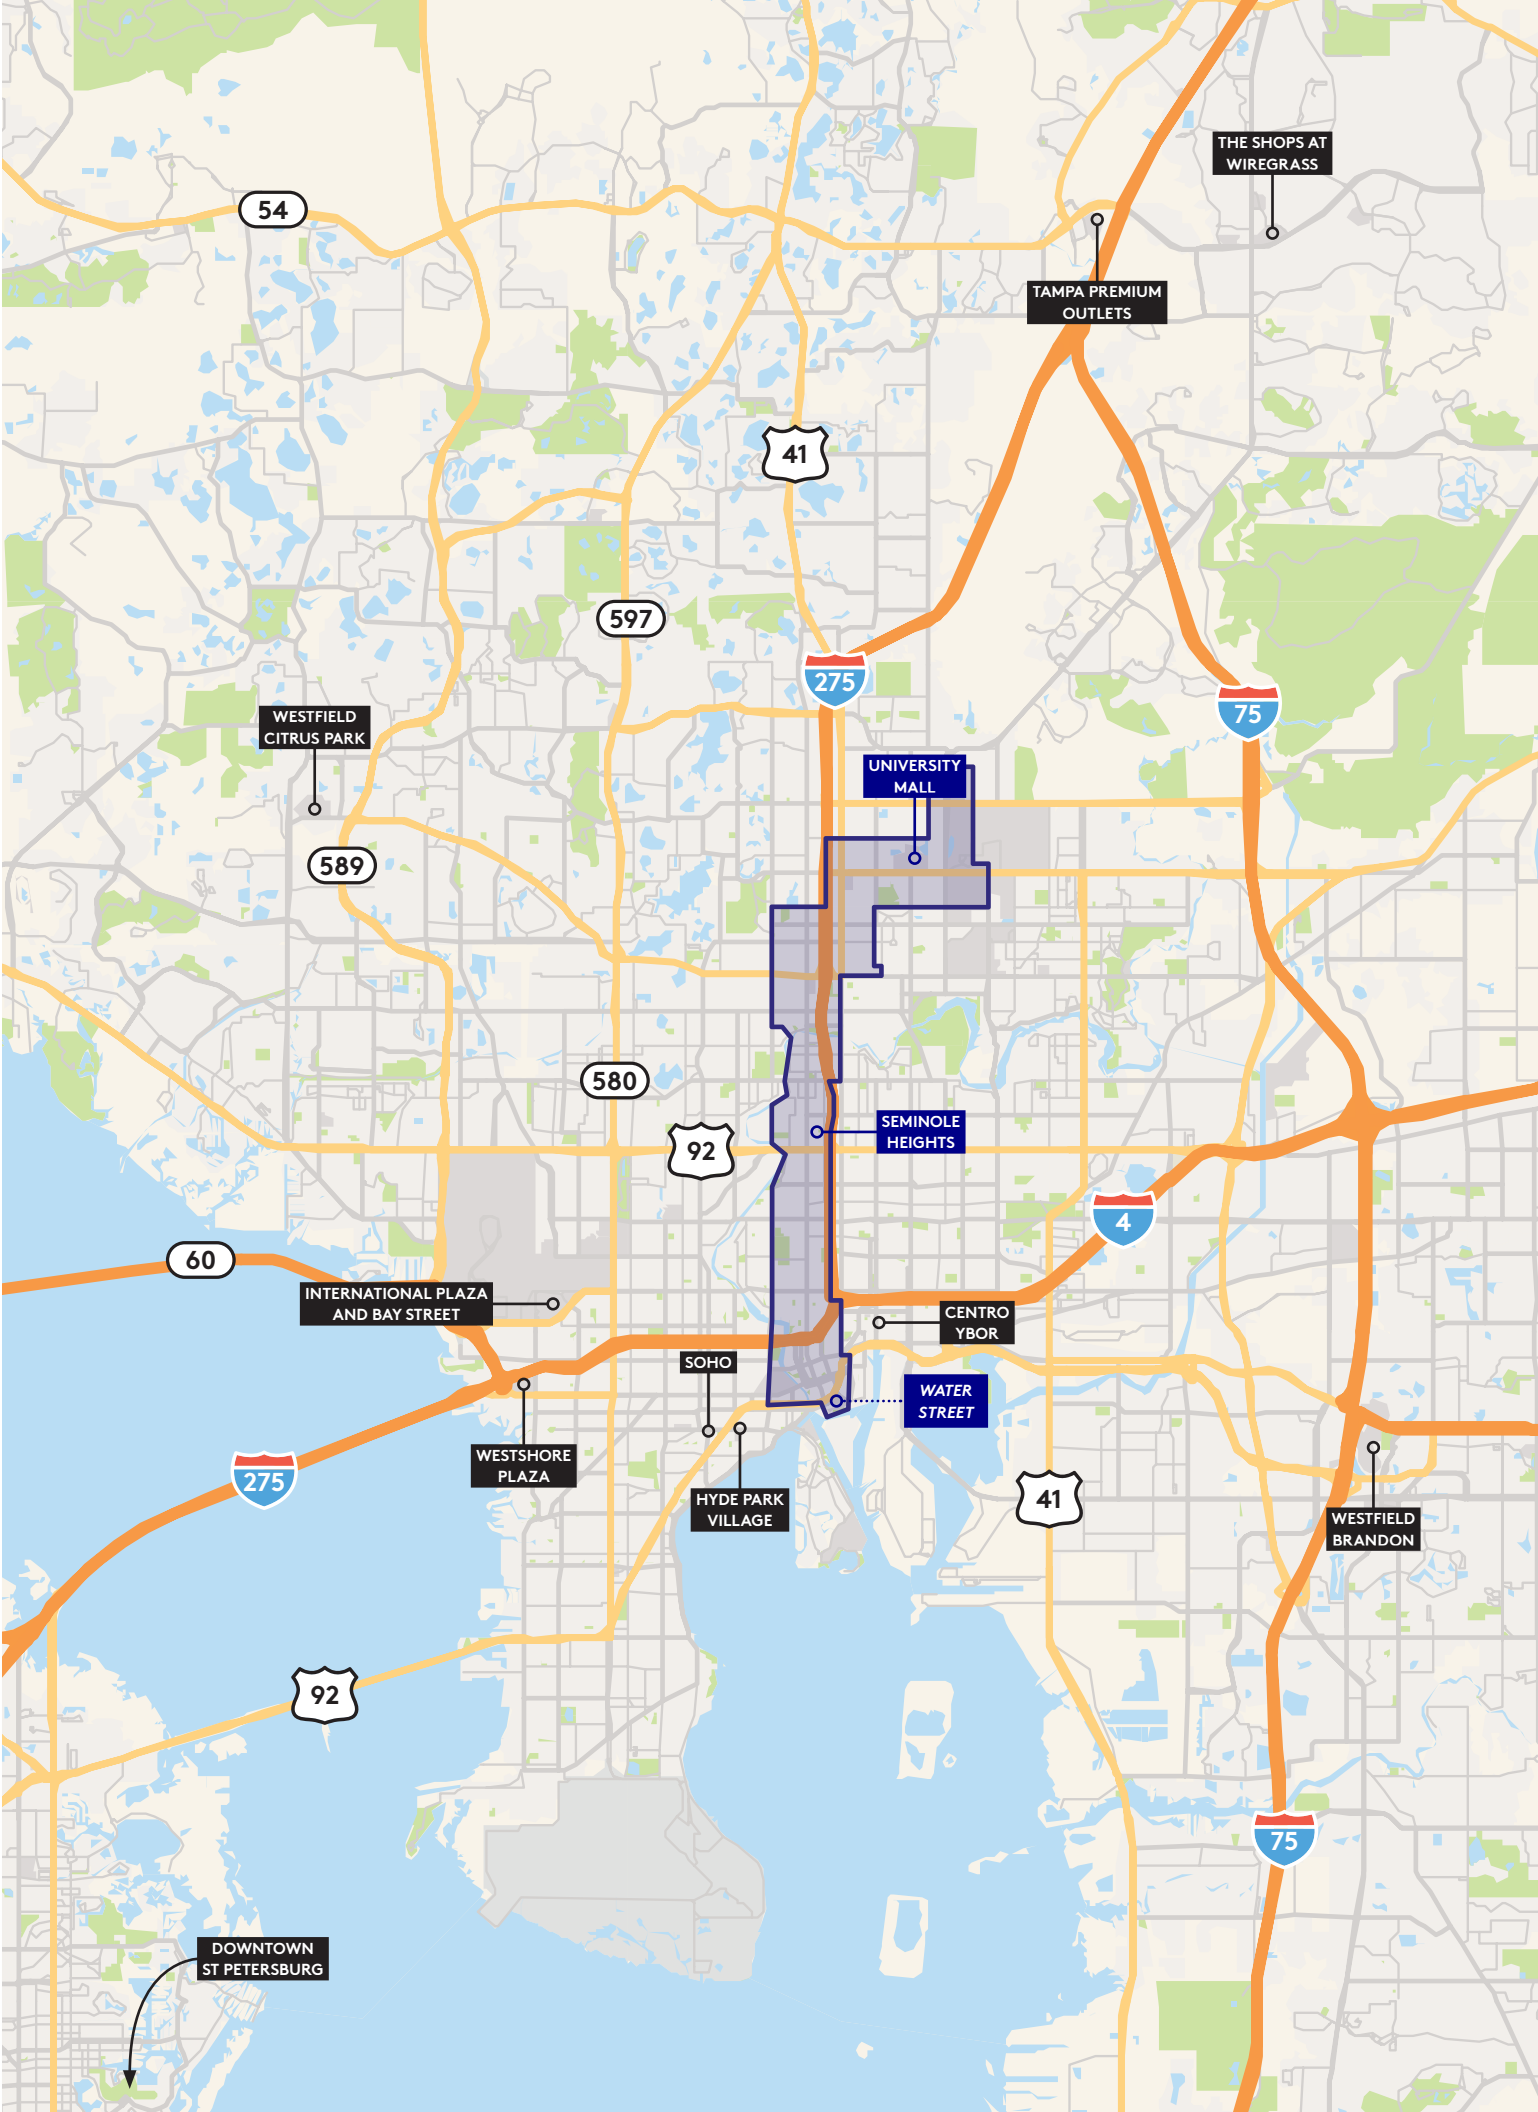 THE SHOPS AT
WIREGRASS
54
TAMPA PREMIUM
OUTLETS
41
597
275
75
WESTFIELD
CITRUS PARK
UNIVERSITY
MALL
589
580
SEMINOLE
HEIGHTS
92
4
60
INTERNATIONAL PLAZA
AND BAY STREET
CENTRO
YBOR
SOHO
WATER
STREET
WESTSHORE
PLAZA
275
HYDE PARK
VILLAGE
41
WESTFIELD
BRANDON
92
75
DOWNTOWN
ST PETERSBURG